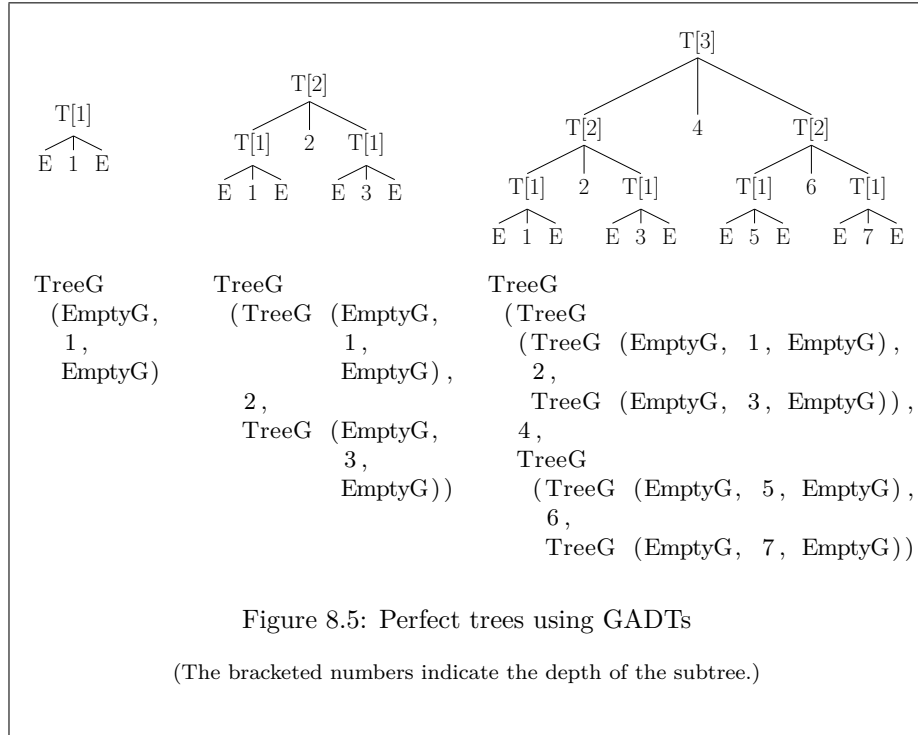 T[1]
E 1 E
T[2]
T[1] 2 T[1]
E 1 E E 3 E
T[3]
T[2] 4 T[2]
T[1] 2 T[1] T[1] 6 T[1]
E 1 E E 3 E E 5 E E 7 E
TreeG
(EmptyG,
1,
EmptyG)
TreeG
(TreeG (EmptyG,
1,
EmptyG),
2,
TreeG (EmptyG,
3,
EmptyG))
TreeG
(TreeG
(TreeG (EmptyG, 1, EmptyG),
2,
TreeG (EmptyG, 3, EmptyG)),
4,
TreeG
(TreeG (EmptyG, 5, EmptyG),
6,
TreeG (EmptyG, 7, EmptyG))
Figure 8.5: Perfect trees using GADTs
(The bracketed numbers indicate the depth of the subtree.)